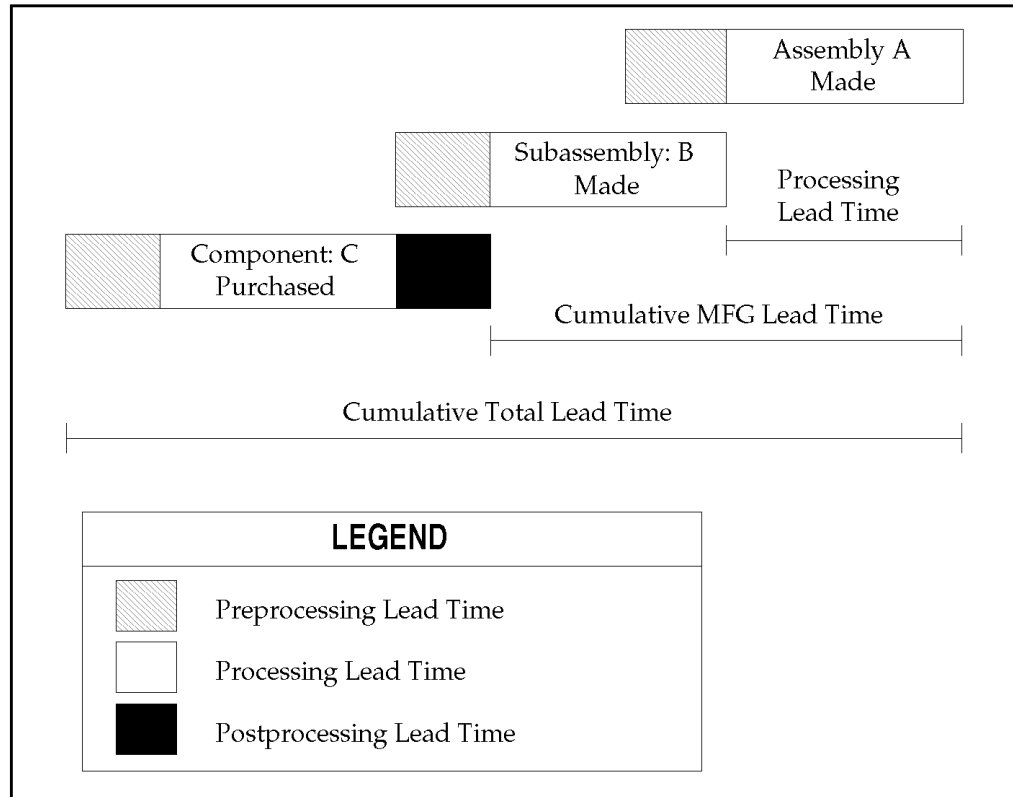 Assembly A
Made
Subassembly: B
Made
Processing
Lead Time
Component: C
Purchased
Cumulative MFG Lead Time
Cumulative Total Lead Time
LEGEND
Preprocessing Lead Time
Processing Lead Time
Postprocessing Lead Time